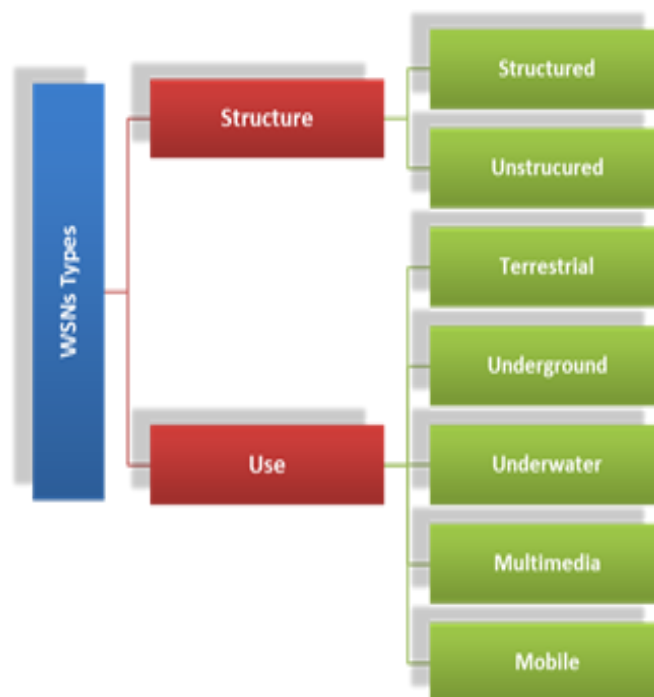 WSNs Types
Structure
Structured
Unstrucured
Use
Terrestrial
Underground
Underwater
Multimedia
Mobile